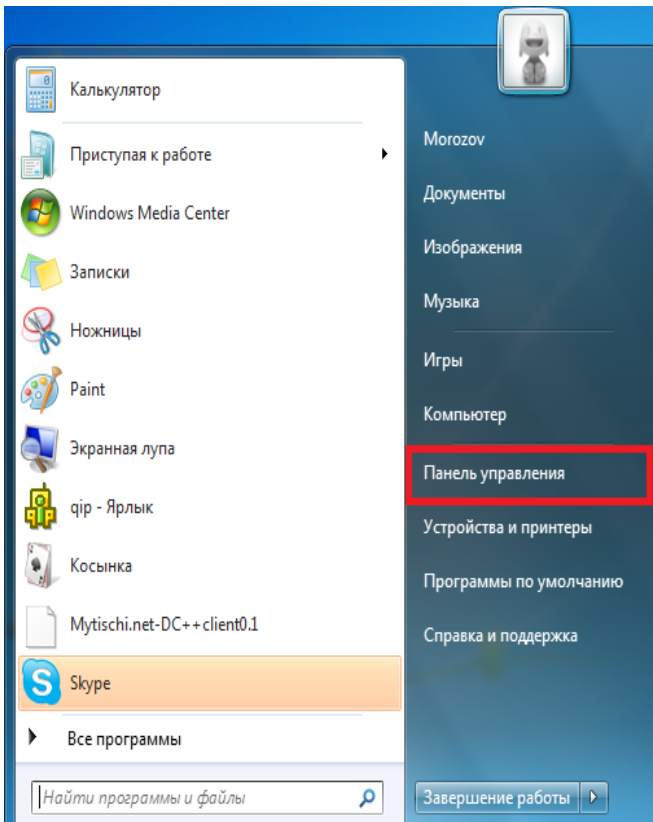 Калькулятор
Приступая к работе
Windows Media Center
Записки
Ножницы
Paint
Экранная лупа
qip - Ярлык
Косынка
Mytischi.net-DC++client0.1
Skype
Все программы
Найти программы и файлы
Morozov
Документы
Изображения
Музыка
Игры
Компьютер
Панель управления
Устройства и принтеры
Программы по умолчанию
Справка и поддержка
Завершение работы